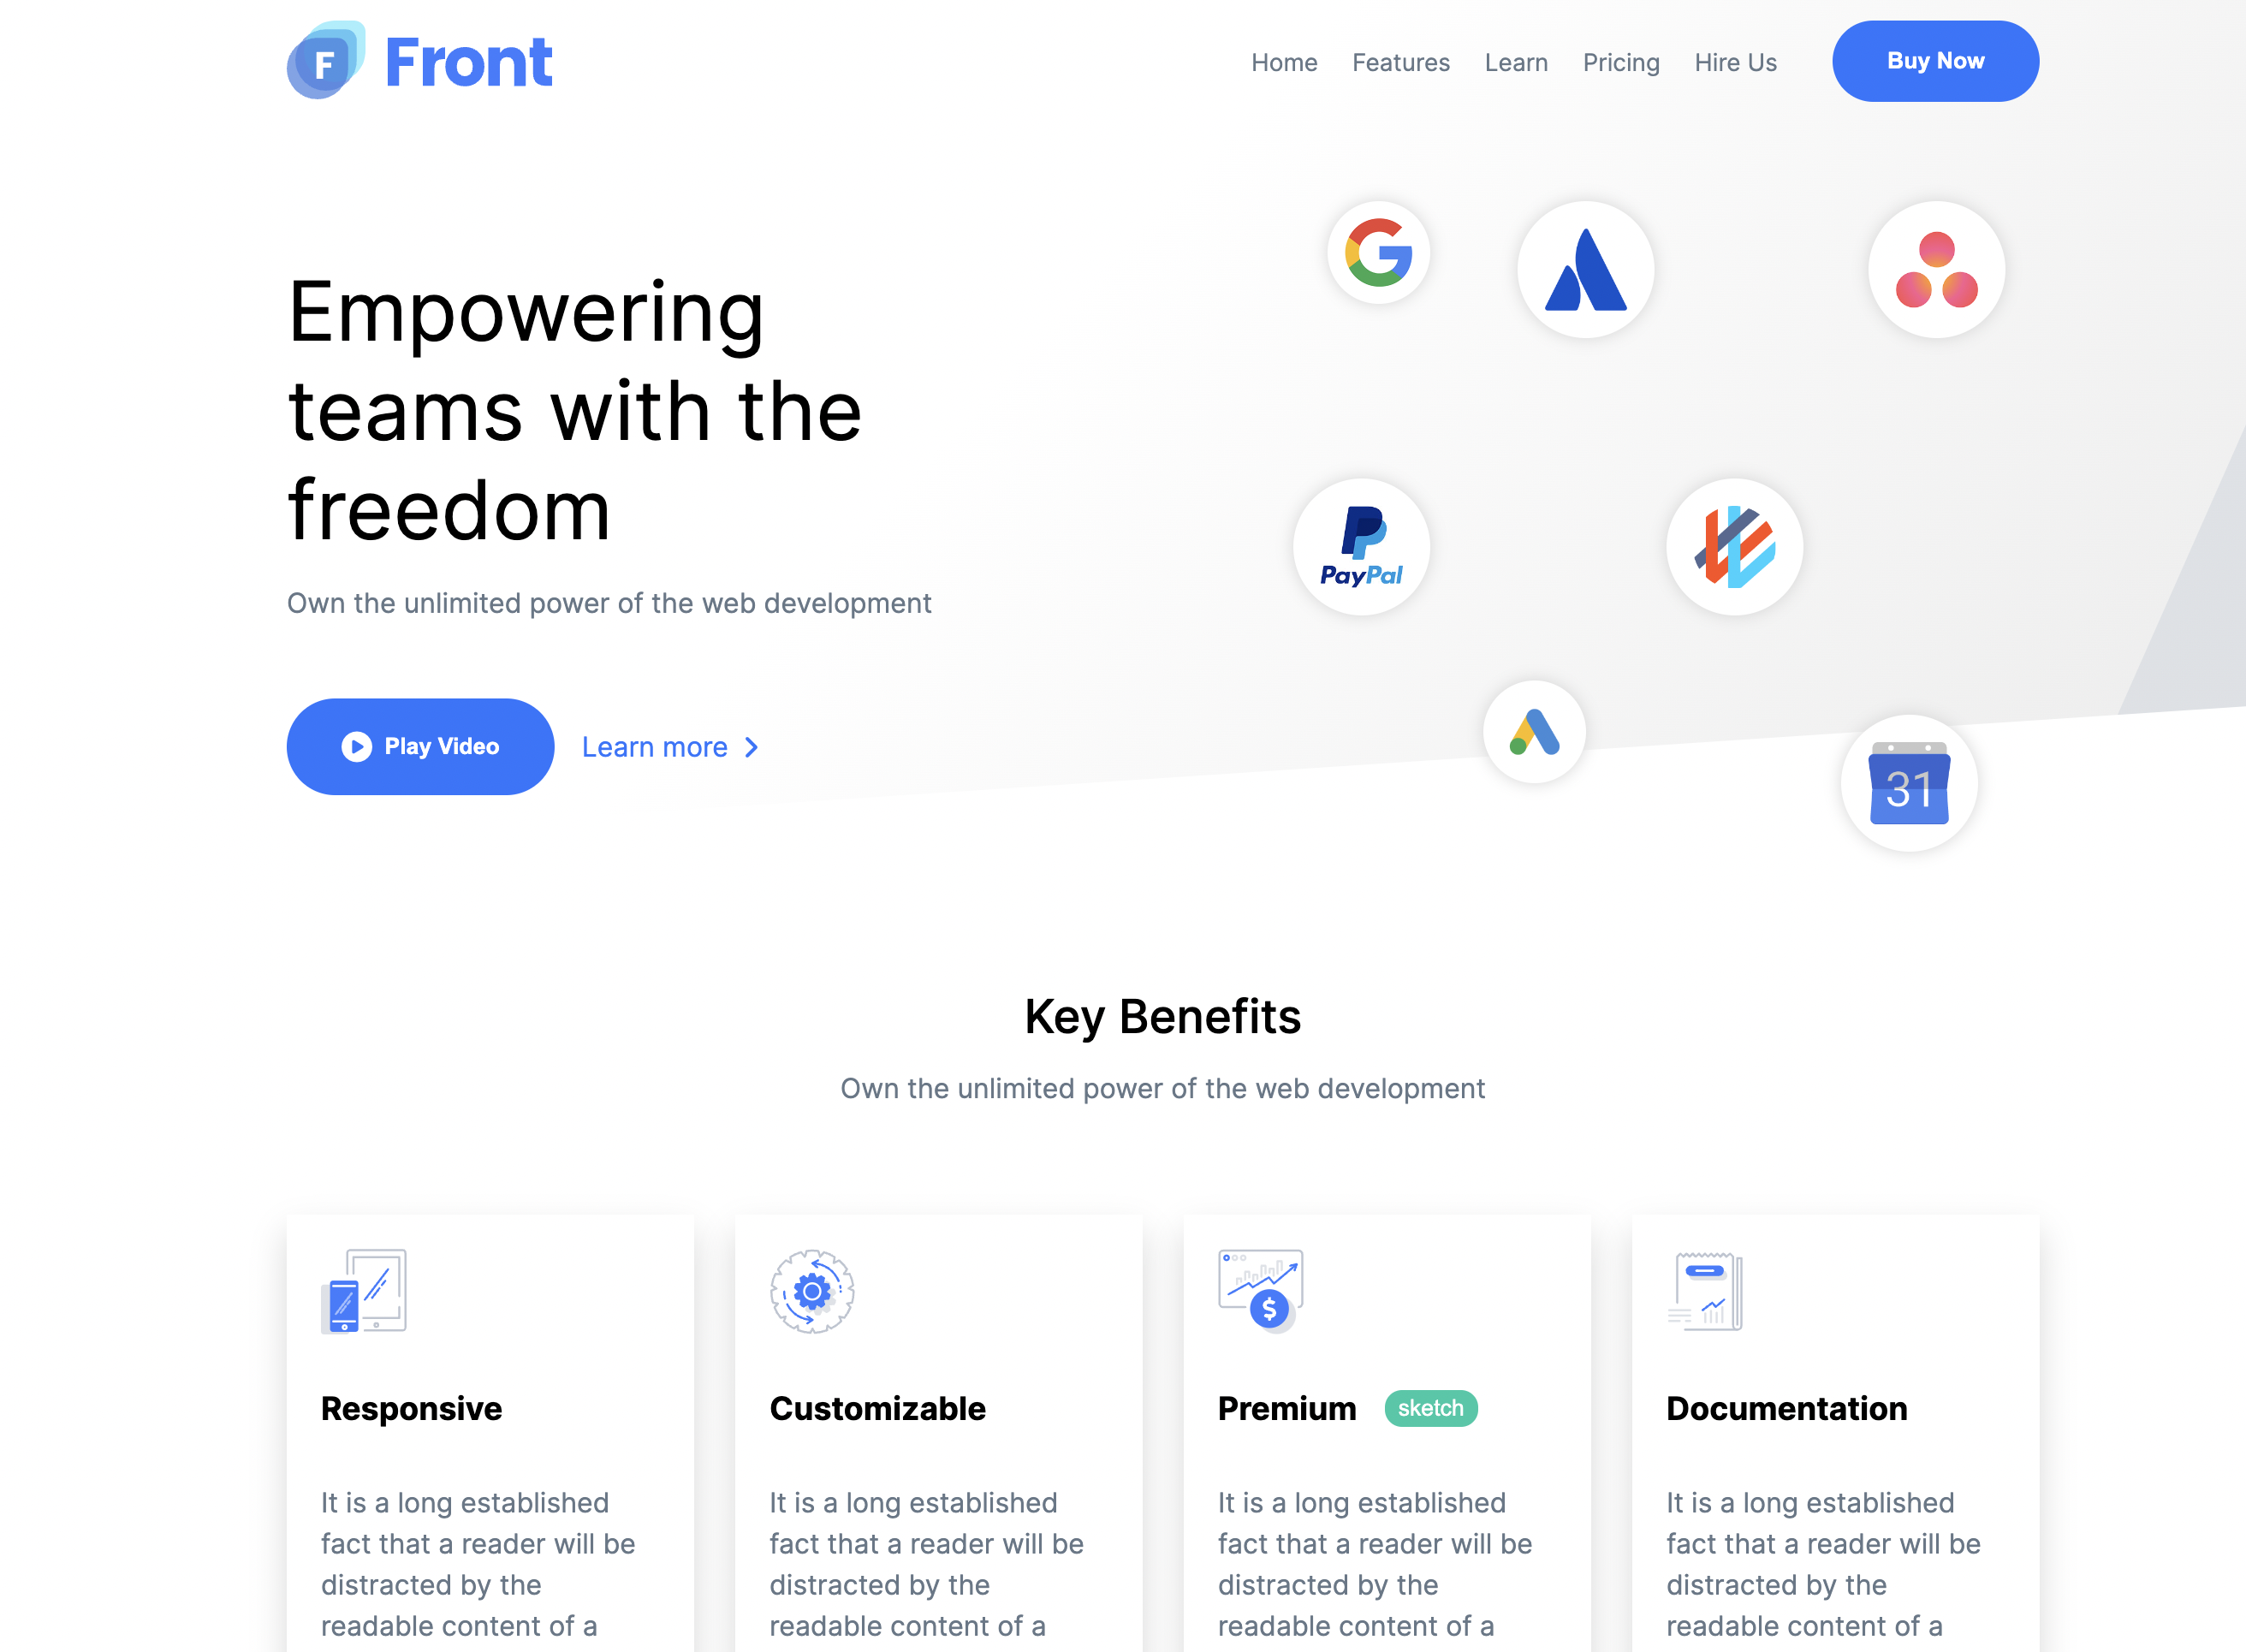 F Front
Home Features Learn Pricing Hire Us Buy Now
Empowering
teams with the
freedom
Own the unlimited power of the web development
Play Video Learn more
PayPal
31
Key Benefits
Own the unlimited power of the web development
$
Responsive
It is a long established
fact that a reader will be
distracted by the
readable content of a
Customizable
It is a long established
fact that a reader will be
distracted by the
readable content of a
Premium sketch
It is a long established
fact that a reader will be
distracted by the
readable content of a
Documentation
It is a long established
fact that a reader will be
distracted by the
readable content of a